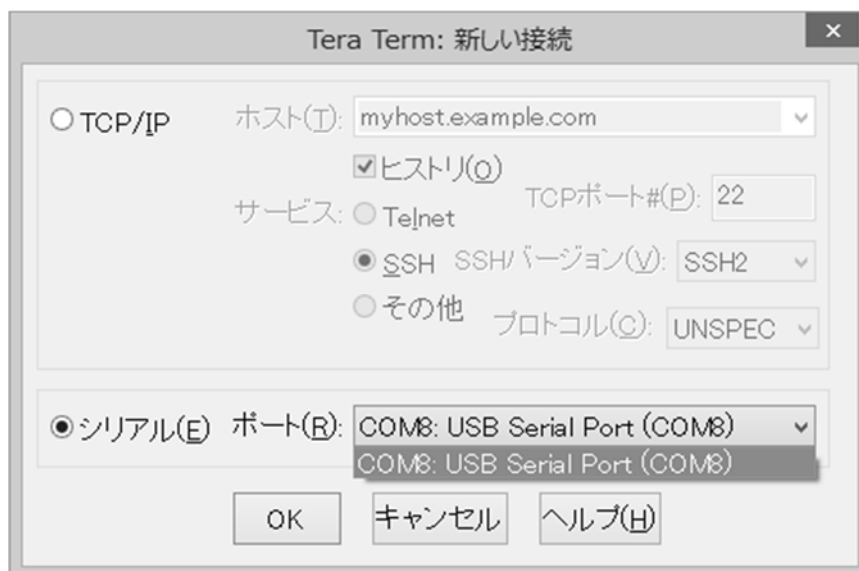 Tera Term: 新しい接続
TCP/IP ホスト(T): myhost.example.com
ヒストリ(O)
サービス: Telnet TCPポート#(P): 22
SSH SSHバージョン(V): SSH2
その他 プロトコル(C): UNSPEC
シリアル(E) ポート(R): COM8: USB Serial Port (COM8)
COM8: USB Serial Port (COM8)
OK キャンセル ヘルプ(H)